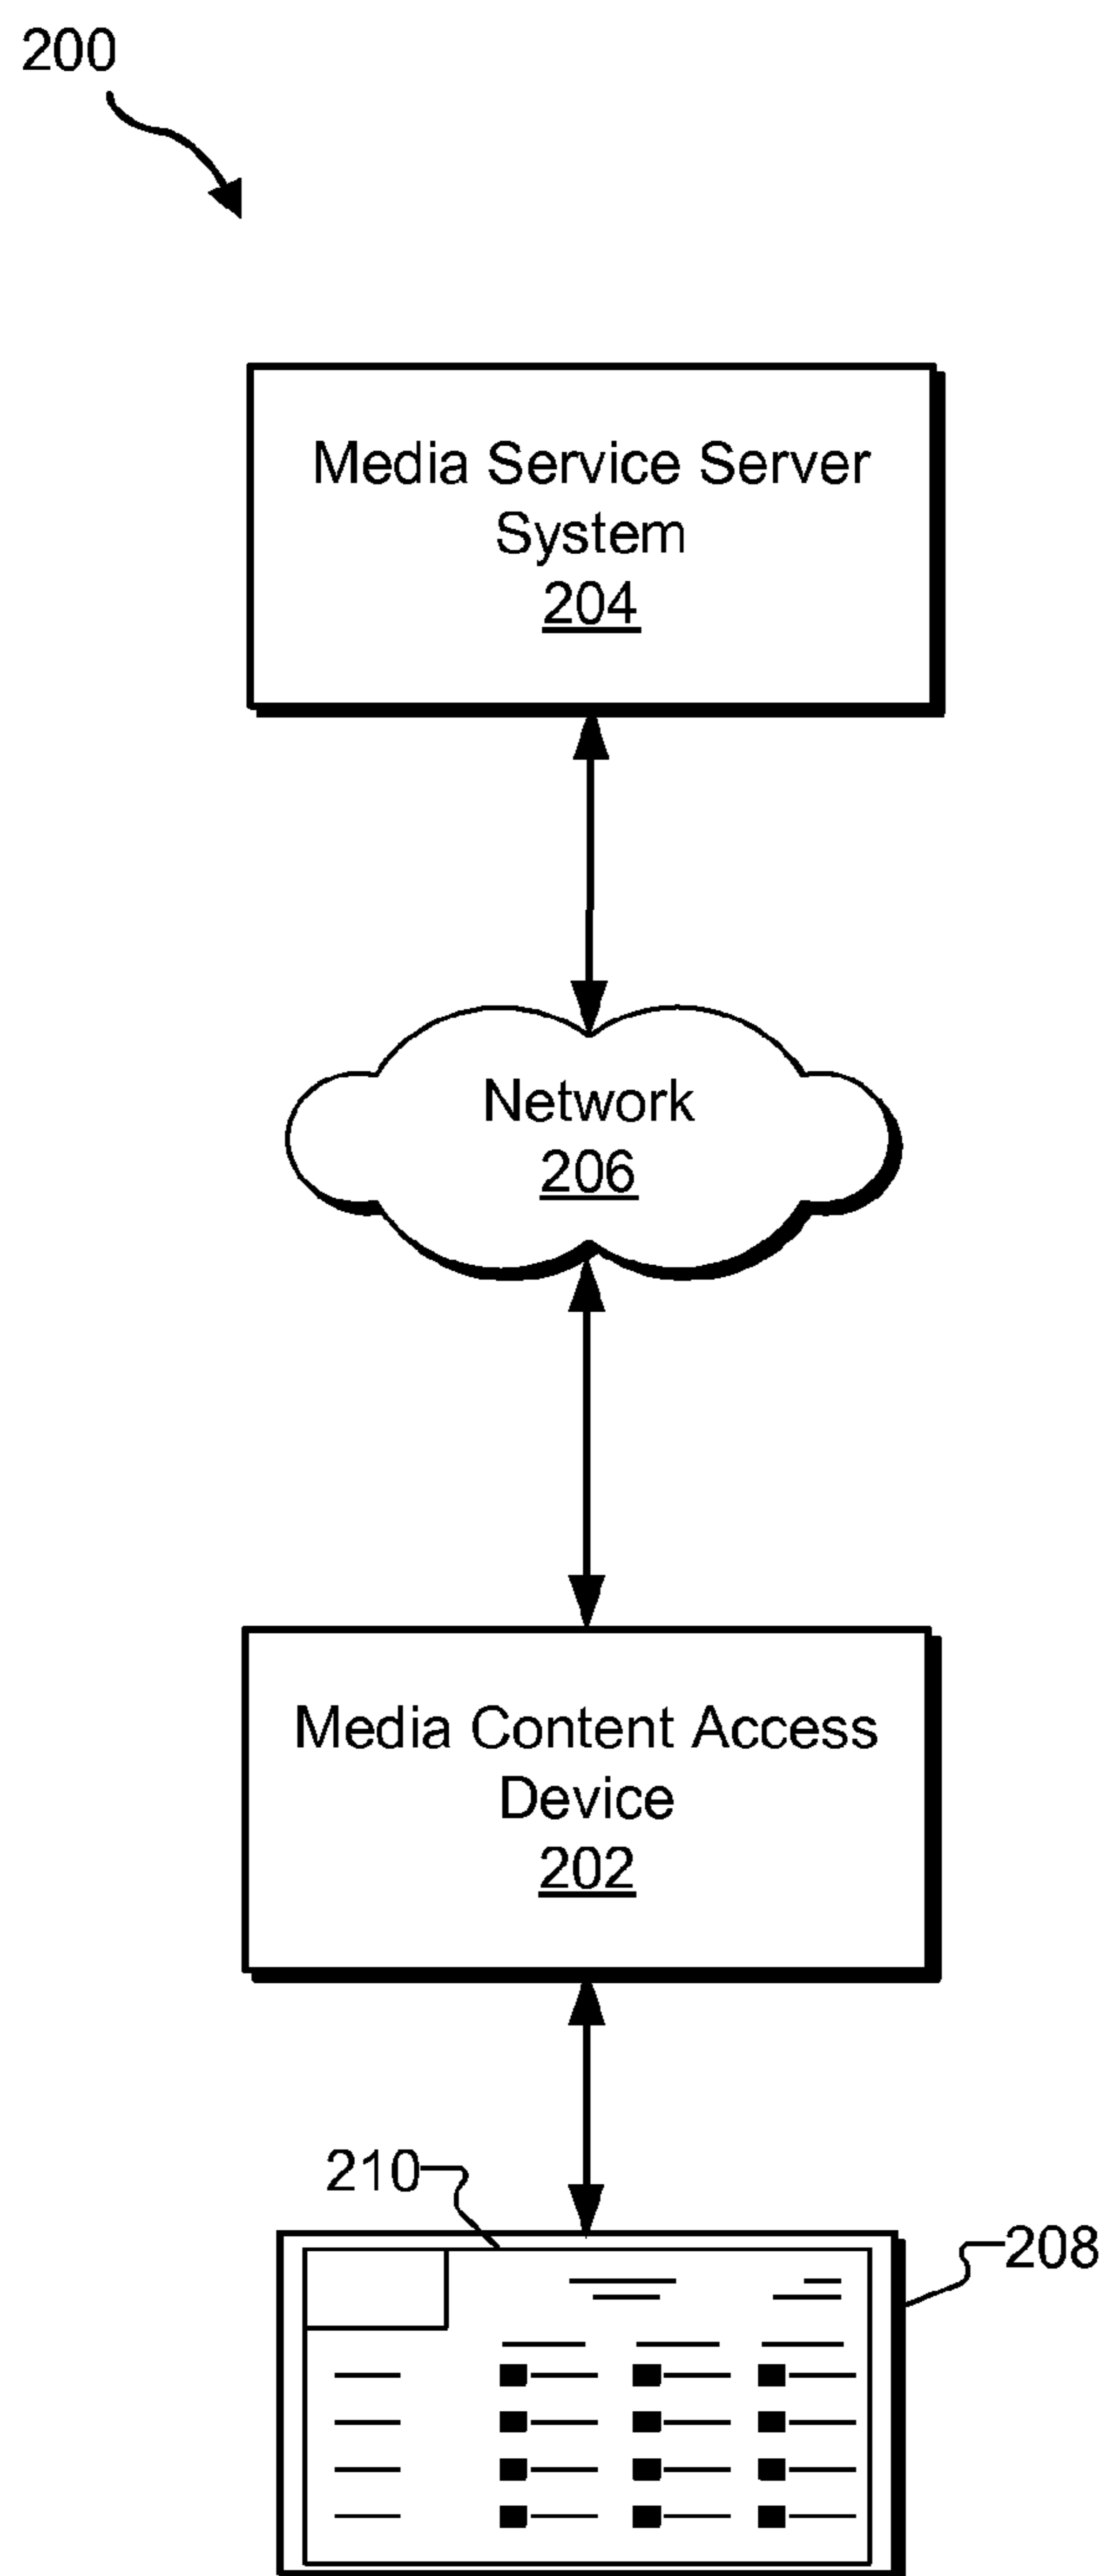 200
Media Service Server
System
204
Network
206
Media Content Access
Device
202
210
208